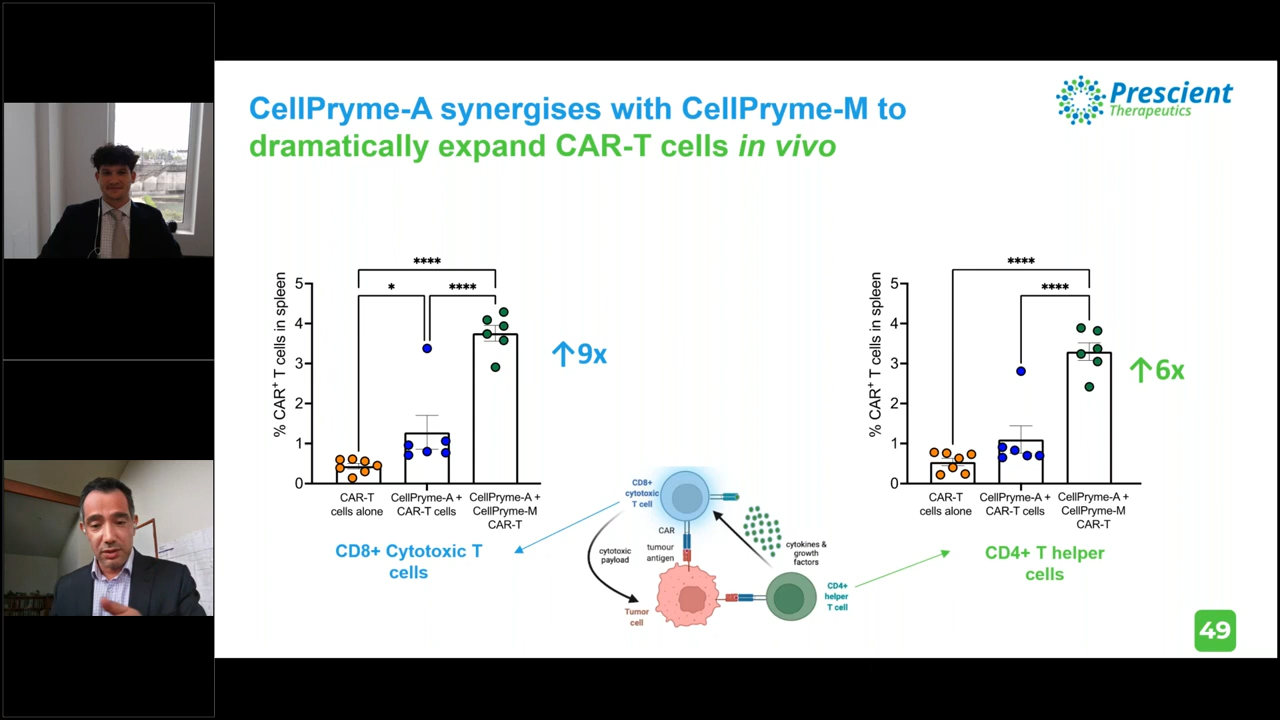 CellPryme-A synergises with CellPryme-M to
dramatically expand CAR-T cells in vivo
Prescient
Therapeutics
% CAR+ T cells in spleen
5
4
3
2
1
0
****
*
****
↑9x
CAR-T
cells alone
CellPryme-A +
CAR-T cells
CellPryme-A +
CellPryme-M
CAR-T
CD8+ Cytotoxic T
cells
CD8+
cytotoxic
T cell
CAR
tumour
antigen
cytotoxic
payload
cytokines &
growth
factors
Tumor
cell
CD4+
helper
T cell
% CAR+ T cells in spleen
5
4
3
2
1
0
****
****
↑6x
CAR-T
cells alone
CellPryme-A +
CAR-T cells
CellPryme-A +
CellPryme-M
CAR-T
CD4+ T helper
cells
49